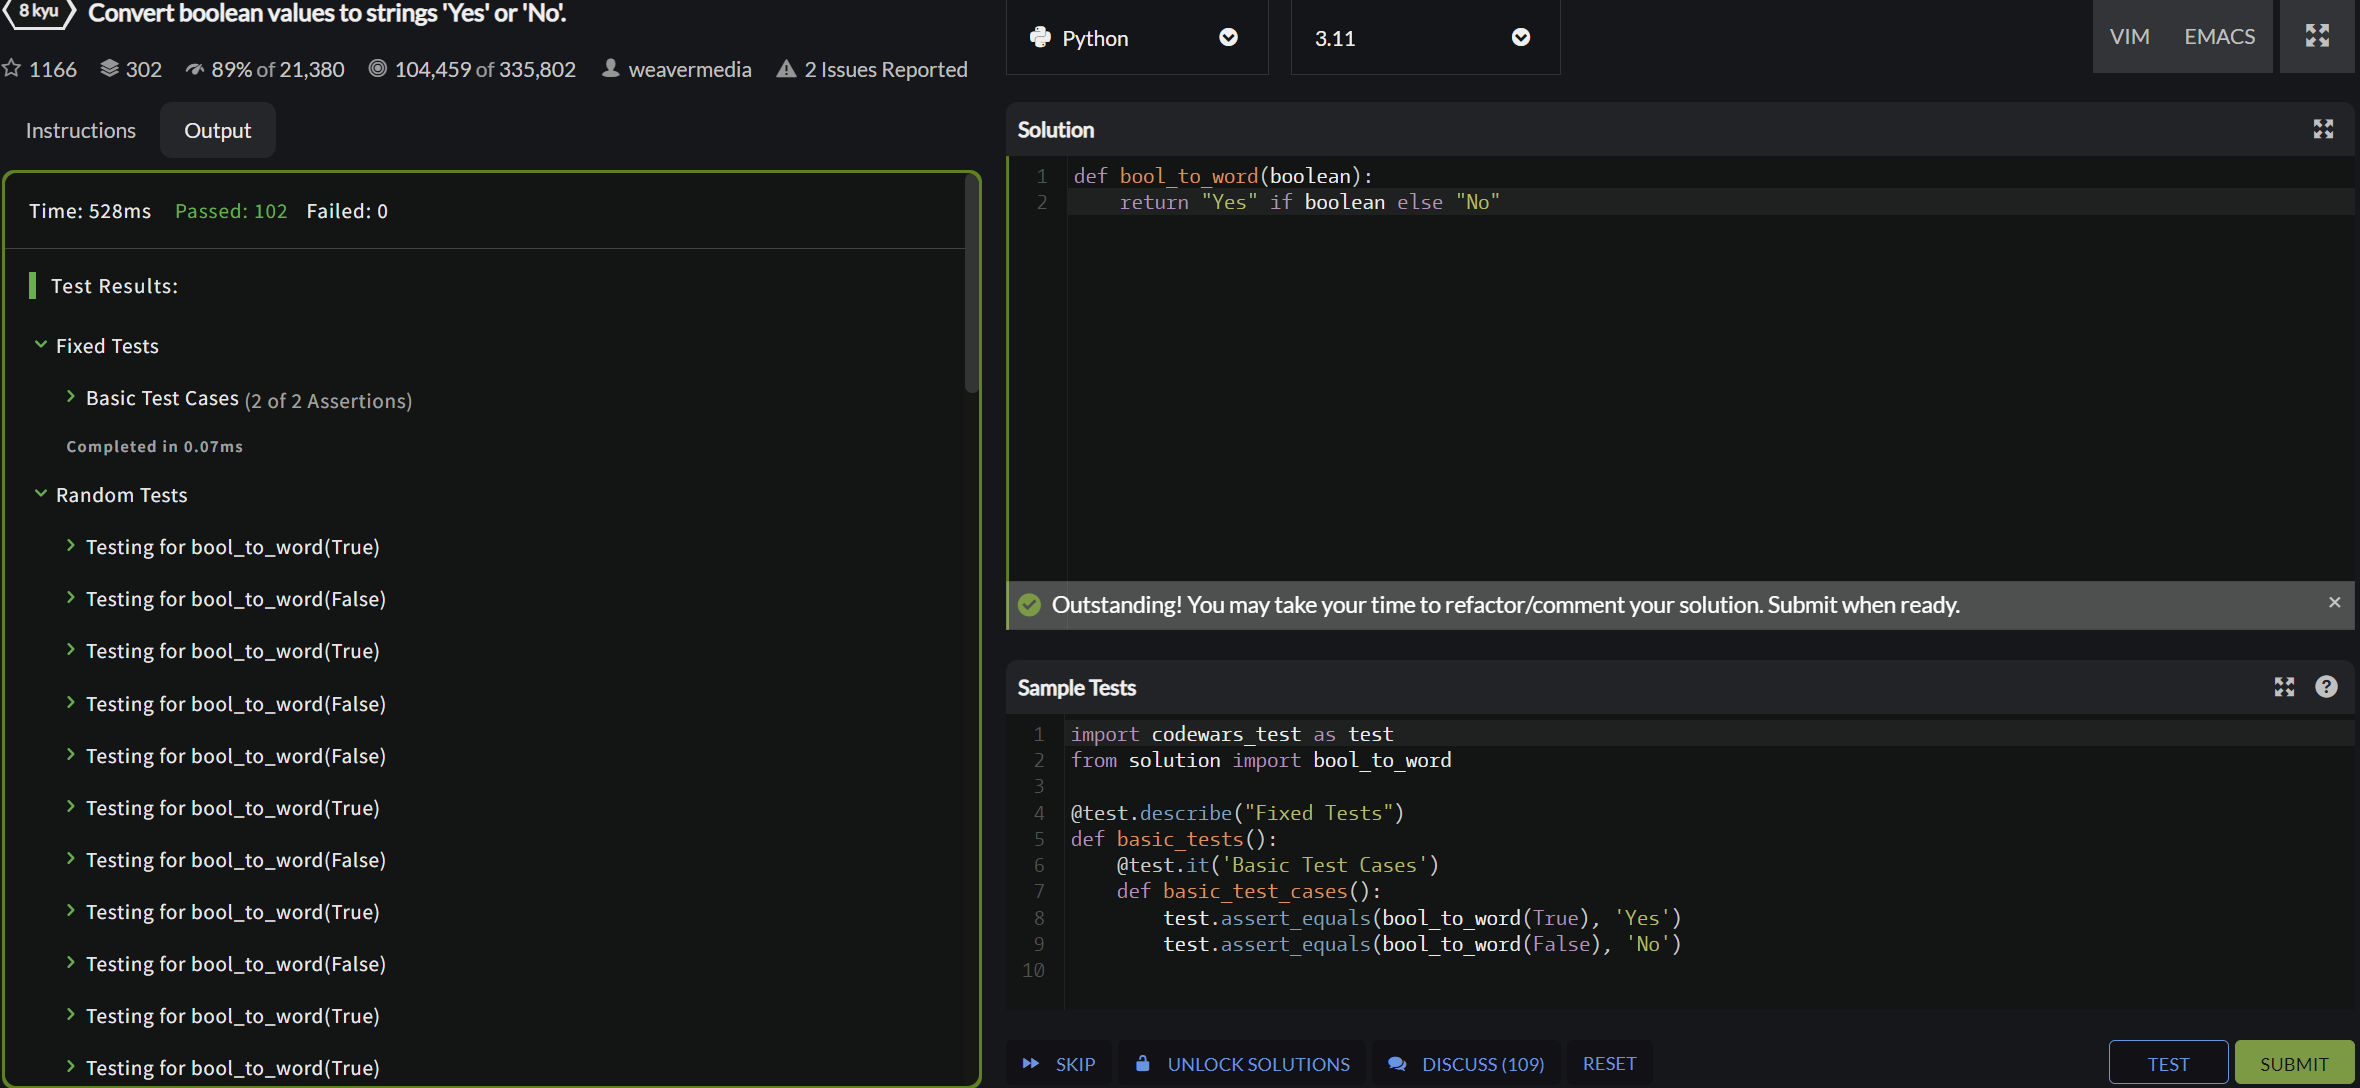 8 kyu Convert boolean values to strings 'Yes' or 'No'.
1166 302 89% of 21,380 104,459 of 335,802 weavermedia 2 Issues Reported
Instructions Output
Time: 528ms Passed: 102 Failed: 0
Test Results:
Fixed Tests
Basic Test Cases (2 of 2 Assertions)
Completed in 0.07ms
Random Tests
Testing for bool_to_word(True)
Testing for bool_to_word(False)
Testing for bool_to_word(True)
Testing for bool_to_word(False)
Testing for bool_to_word(False)
Testing for bool_to_word(True)
Testing for bool_to_word(False)
Testing for bool_to_word(True)
Testing for bool_to_word(False)
Testing for bool_to_word(True)
Testing for bool_to_word(True)
Python 3.11 VIM EMACS
Solution
1 def bool_to_word(boolean):
2     return "Yes" if boolean else "No"
Outstanding! You may take your time to refactor/comment your solution. Submit when ready.
Sample Tests
1 import codewars_test as test
2 from solution import bool_to_word
3
4 @test.describe("Fixed Tests")
5 def basic_tests():
6     @test.it('Basic Test Cases')
7     def basic_test_cases():
8         test.assert_equals(bool_to_word(True), 'Yes')
9         test.assert_equals(bool_to_word(False), 'No')
10
SKIP UNLOCK SOLUTIONS DISCUSS (109) RESET TEST SUBMIT